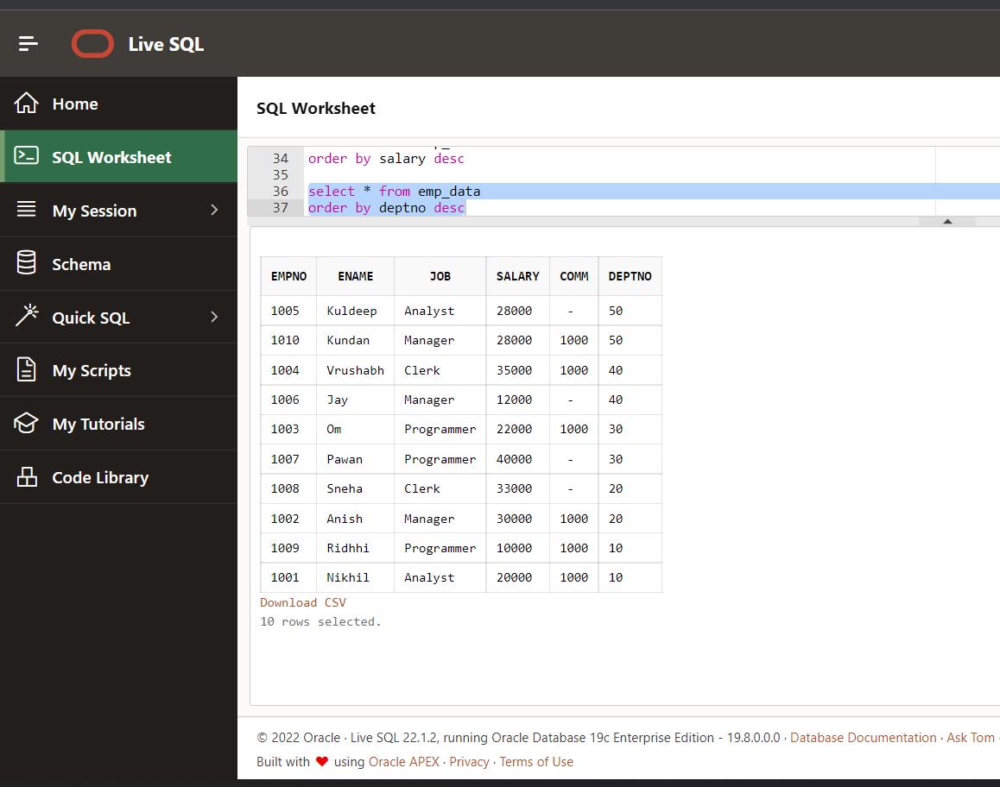 Live SQL
Home
SQL Worksheet
My Session
Schema
Quick SQL
My Scripts
My Tutorials
Code Library
SQL Worksheet
34 order by salary desc
35
36 select * from emp_data
37 order by deptno desc
EMPNO ENAME JOB SALARY COMM DEPTNO
1005 Kuldeep Analyst 28000 - 50
1010 Kundan Manager 28000 1000 50
1004 Vrushabh Clerk 35000 1000 40
1006 Jay Manager 12000 - 40
1003 Om Programmer 22000 1000 30
1007 Pawan Programmer 40000 - 30
1008 Sneha Clerk 33000 - 20
1002 Anish Manager 30000 1000 20
1009 Ridhhi Programmer 10000 1000 10
1001 Nikhil Analyst 20000 1000 10
Download CSV
10 rows selected.
© 2022 Oracle · Live SQL 22.1.2, running Oracle Database 19c Enterprise Edition - 19.8.0.0.0 · Database Documentation · Ask Tom ·
Built with ❤ using Oracle APEX · Privacy · Terms of Use